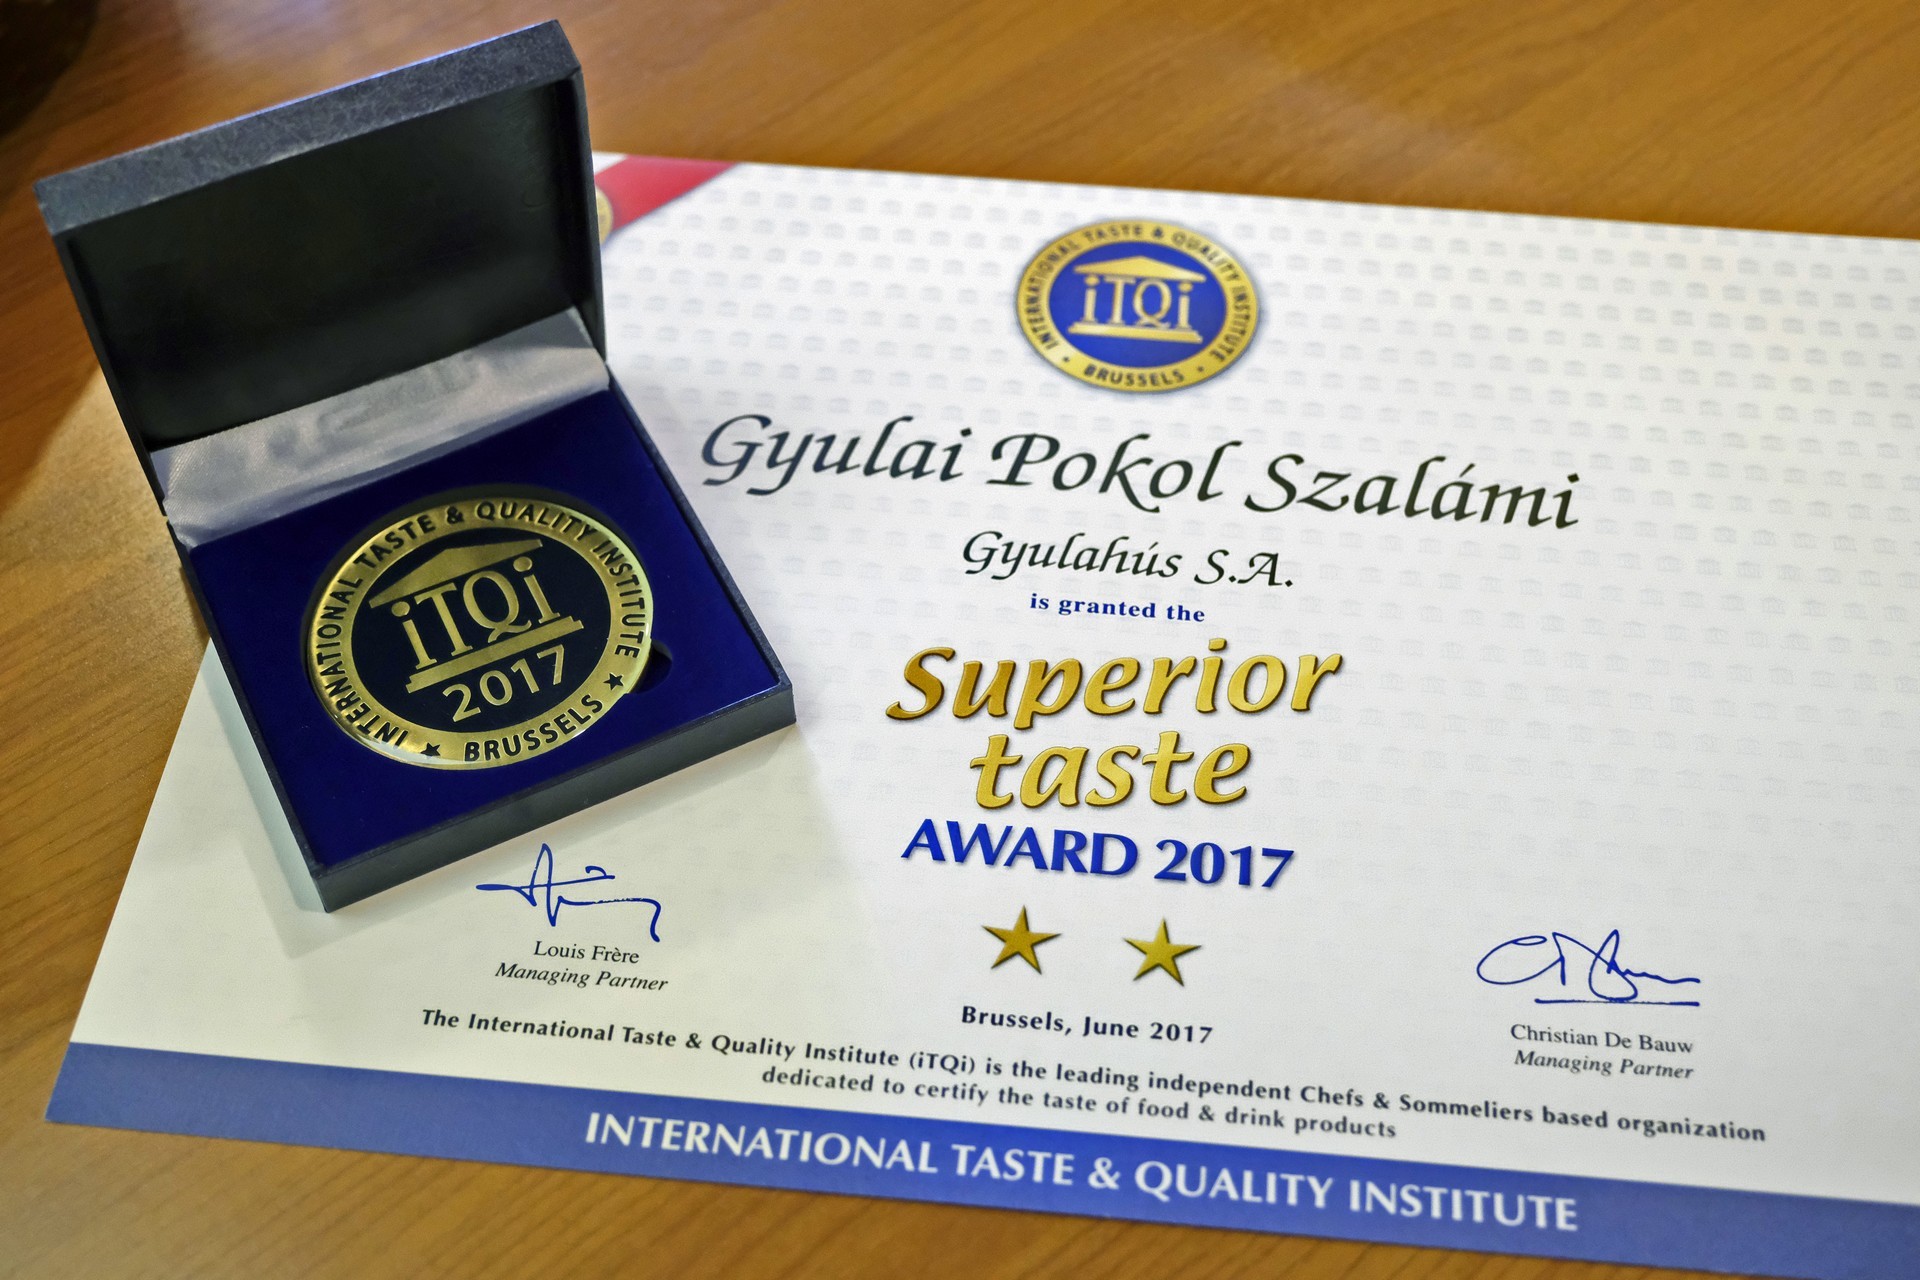 INTERNATIONAL TASTE & QUALITY INSTITUTE
iTQi
BRUSSELS
Gyulai Pokol Szalámi
Gyulahús S.A.
is granted the
Superior
taste
AWARD 2017
INTERNATIONAL TASTE & QUALITY INSTITUTE
iTQi
2017
BRUSSELS
Louis Frère
Managing Partner
Brussels, June 2017
Christian De Bauw
Managing Partner
The International Taste & Quality Institute (iTQi) is the leading independent Chefs & Sommeliers based organization
dedicated to certify the taste of food & drink products
INTERNATIONAL TASTE & QUALITY INSTITUTE